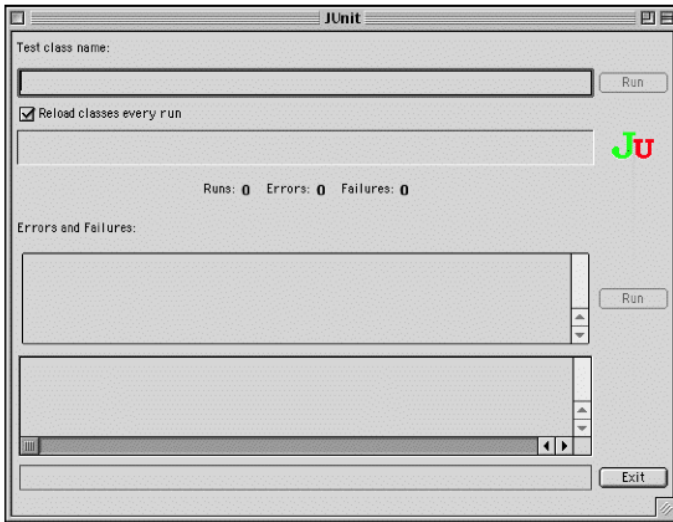 JUnit
Test class name:
Run
Reload classes every run
JU
Runs: 0 Errors: 0 Failures: 0
Errors and Failures:
Run
Exit